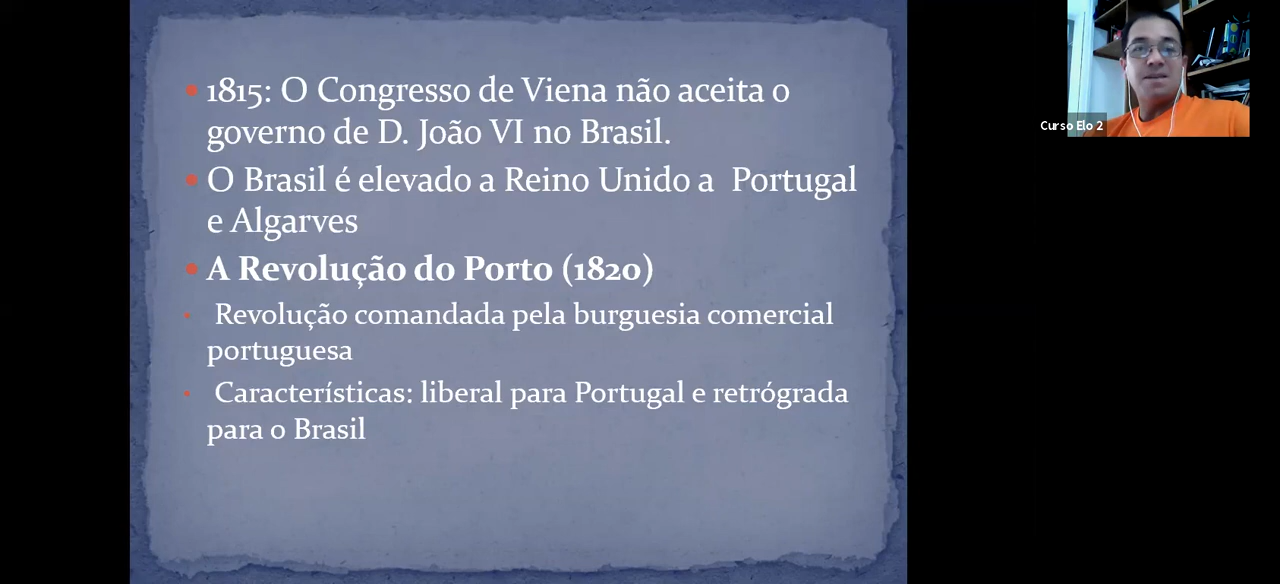 1815: O Congresso de Viena não aceita o
governo de D. João VI no Brasil.
O Brasil é elevado a Reino Unido a  Portugal
e Algarves
A Revolução do Porto (1820)
Revolução comandada pela burguesia comercial
portuguesa
Características: liberal para Portugal e retrógrada
para o Brasil
Curso Elo 2